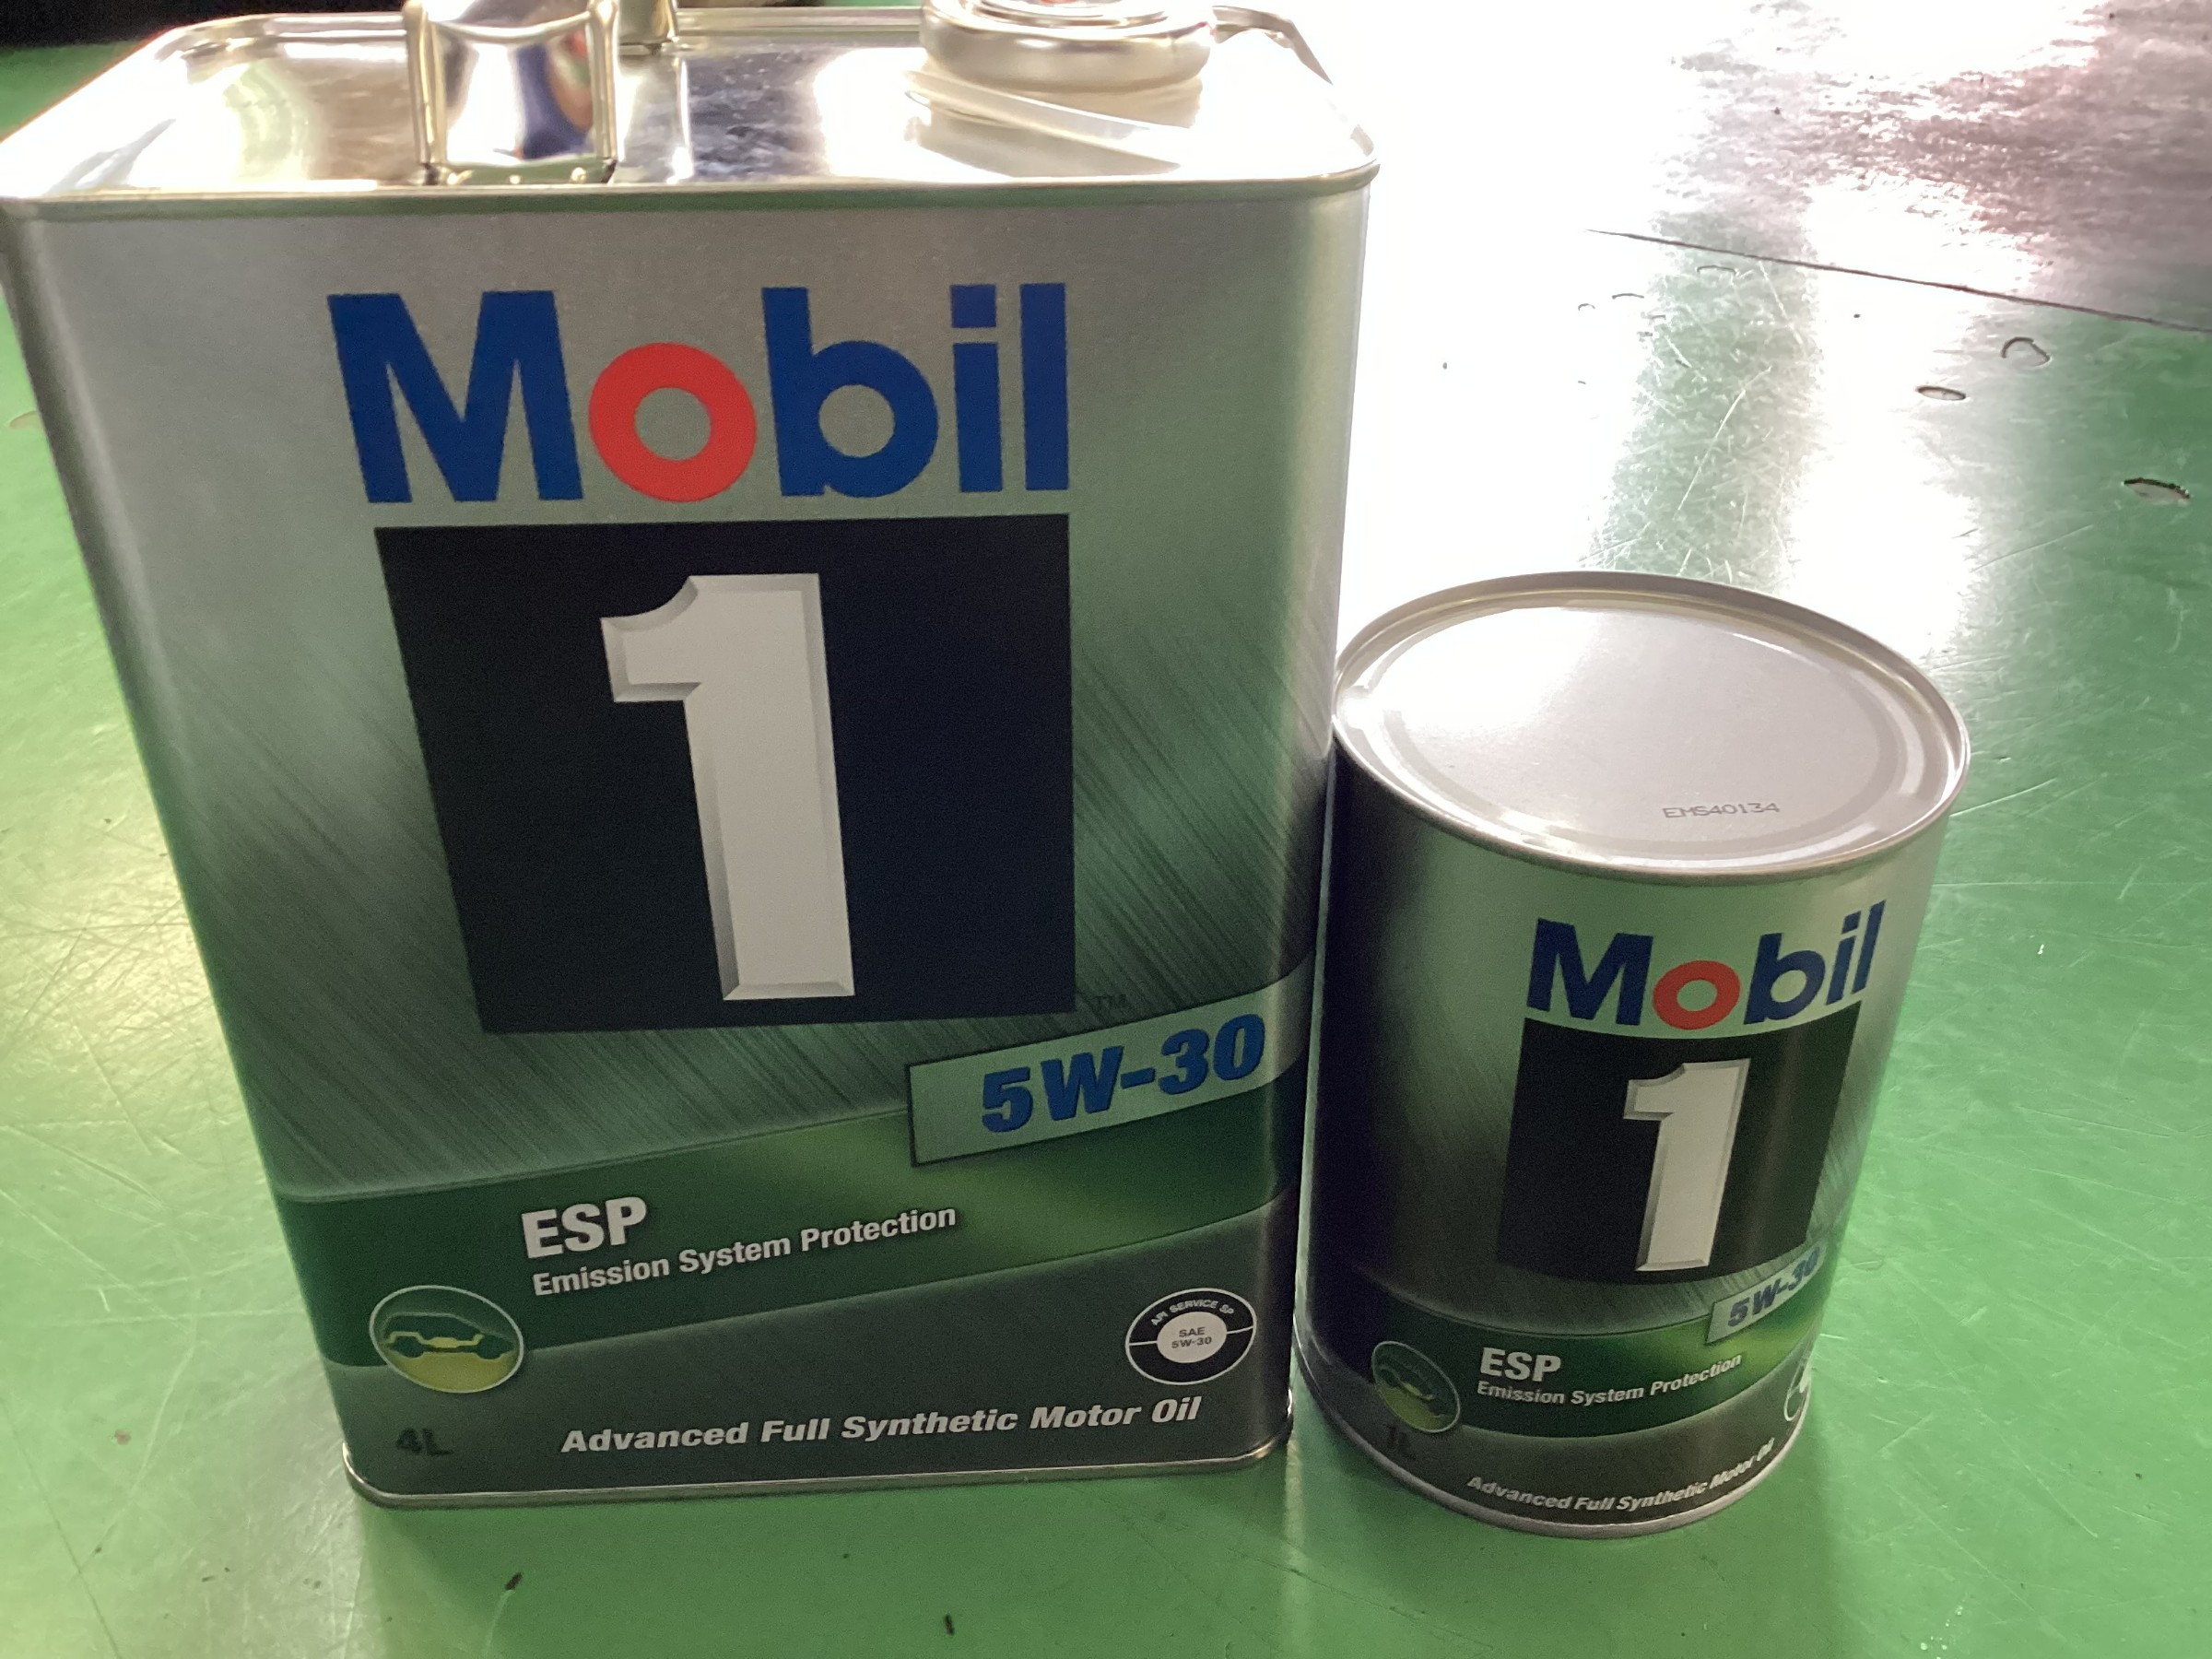 Mobil
1
TM
5W-30
ESP
Emission System Protection
API SERVICE SP
SAE
5W-30
4L
Advanced Full Synthetic Motor Oil
EMS40134
Mobil
1
5W-30
ESP
Emission System Protection
1L
Advanced Full Synthetic Motor Oil